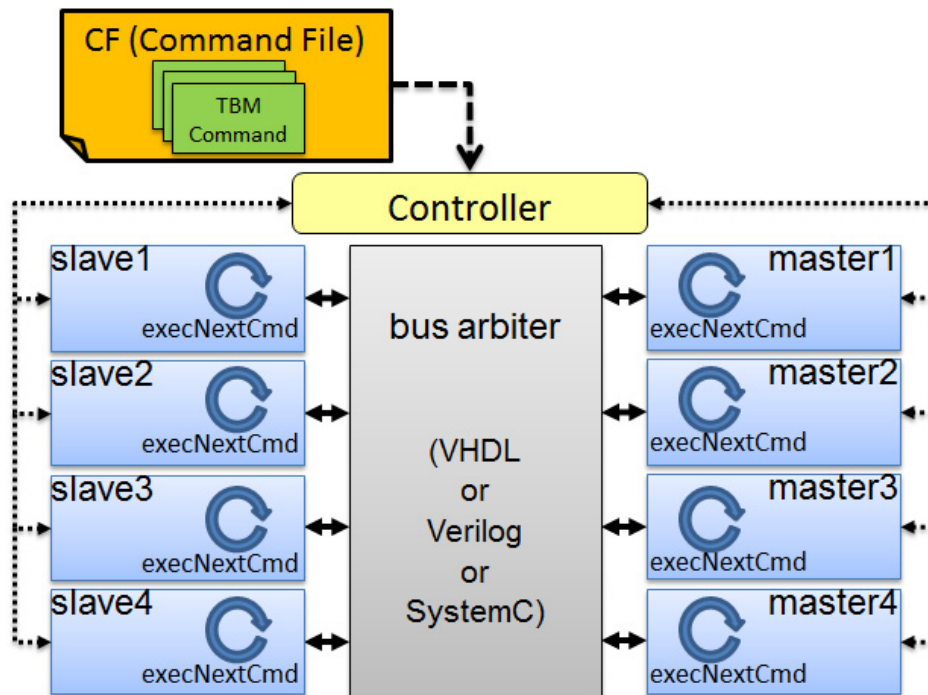 CF (Command File)
TBM
Command
Controller
slave1
execNextCmd
slave2
execNextCmd
slave3
execNextCmd
slave4
execNextCmd
bus arbiter
(VHDL
or
Verilog
or
SystemC)
master1
execNextCmd
master2
execNextCmd
master3
execNextCmd
master4
execNextCmd